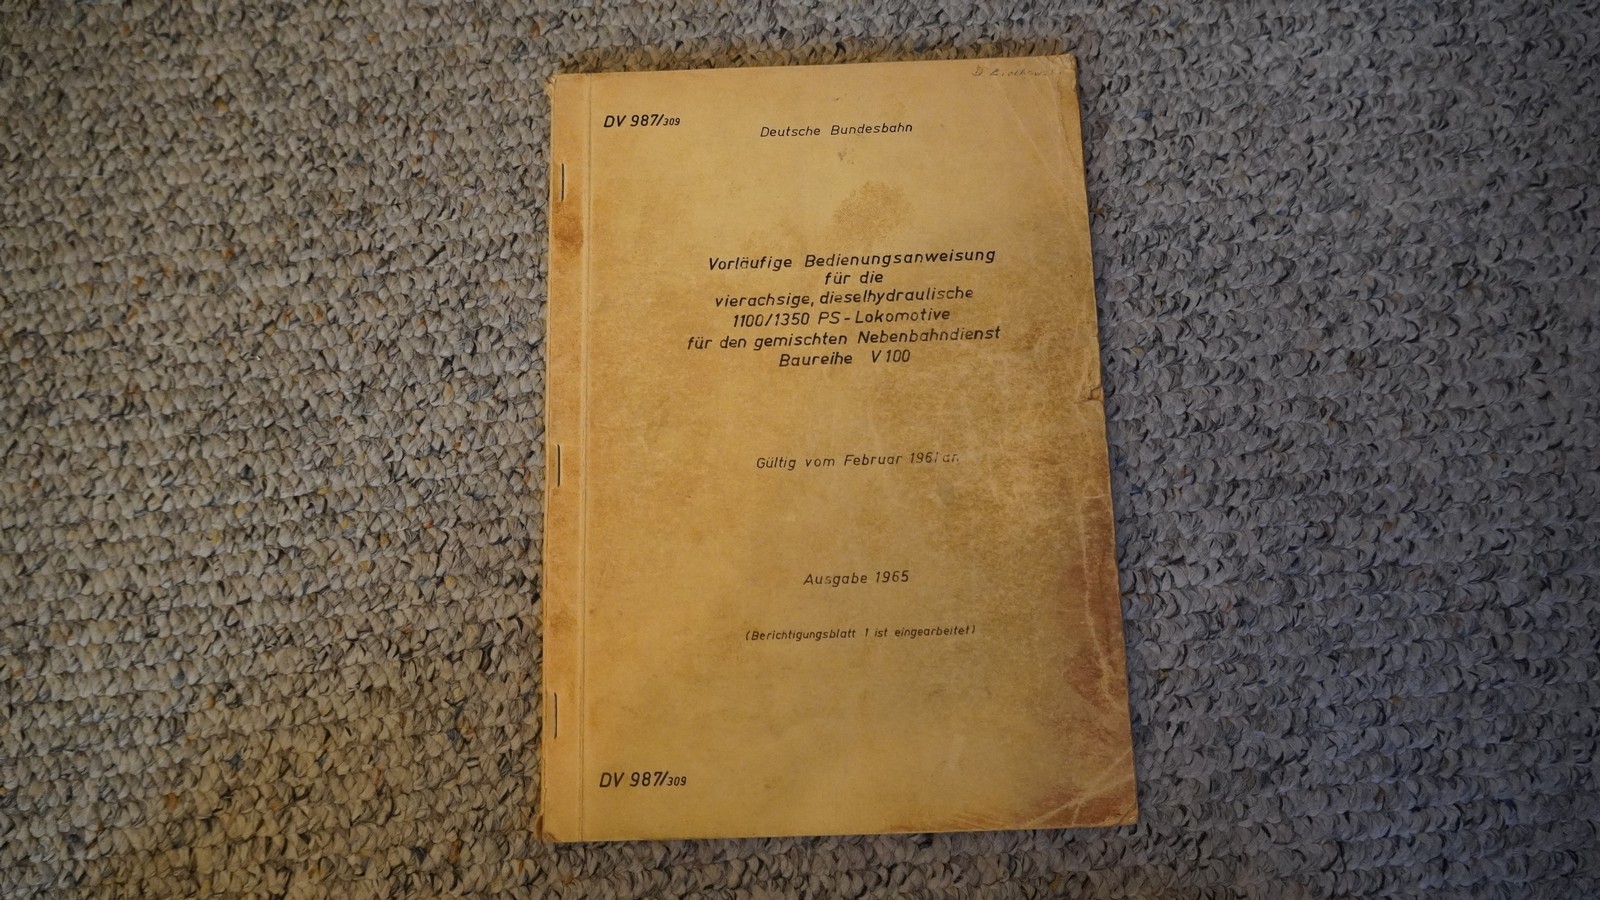 DV 987/309
Deutsche Bundesbahn
Vorläufige Bedienungsanweisung
für die
vierachsige, dieselhydraulische
1100/1350 PS-Lokomotive
für den gemischten Nebenbahndienst
Baureihe V 100
Gültig vom Februar 1961 an
Ausgabe 1965
(Berichtigungsblatt 1 ist eingearbeitet)
DV 987/309